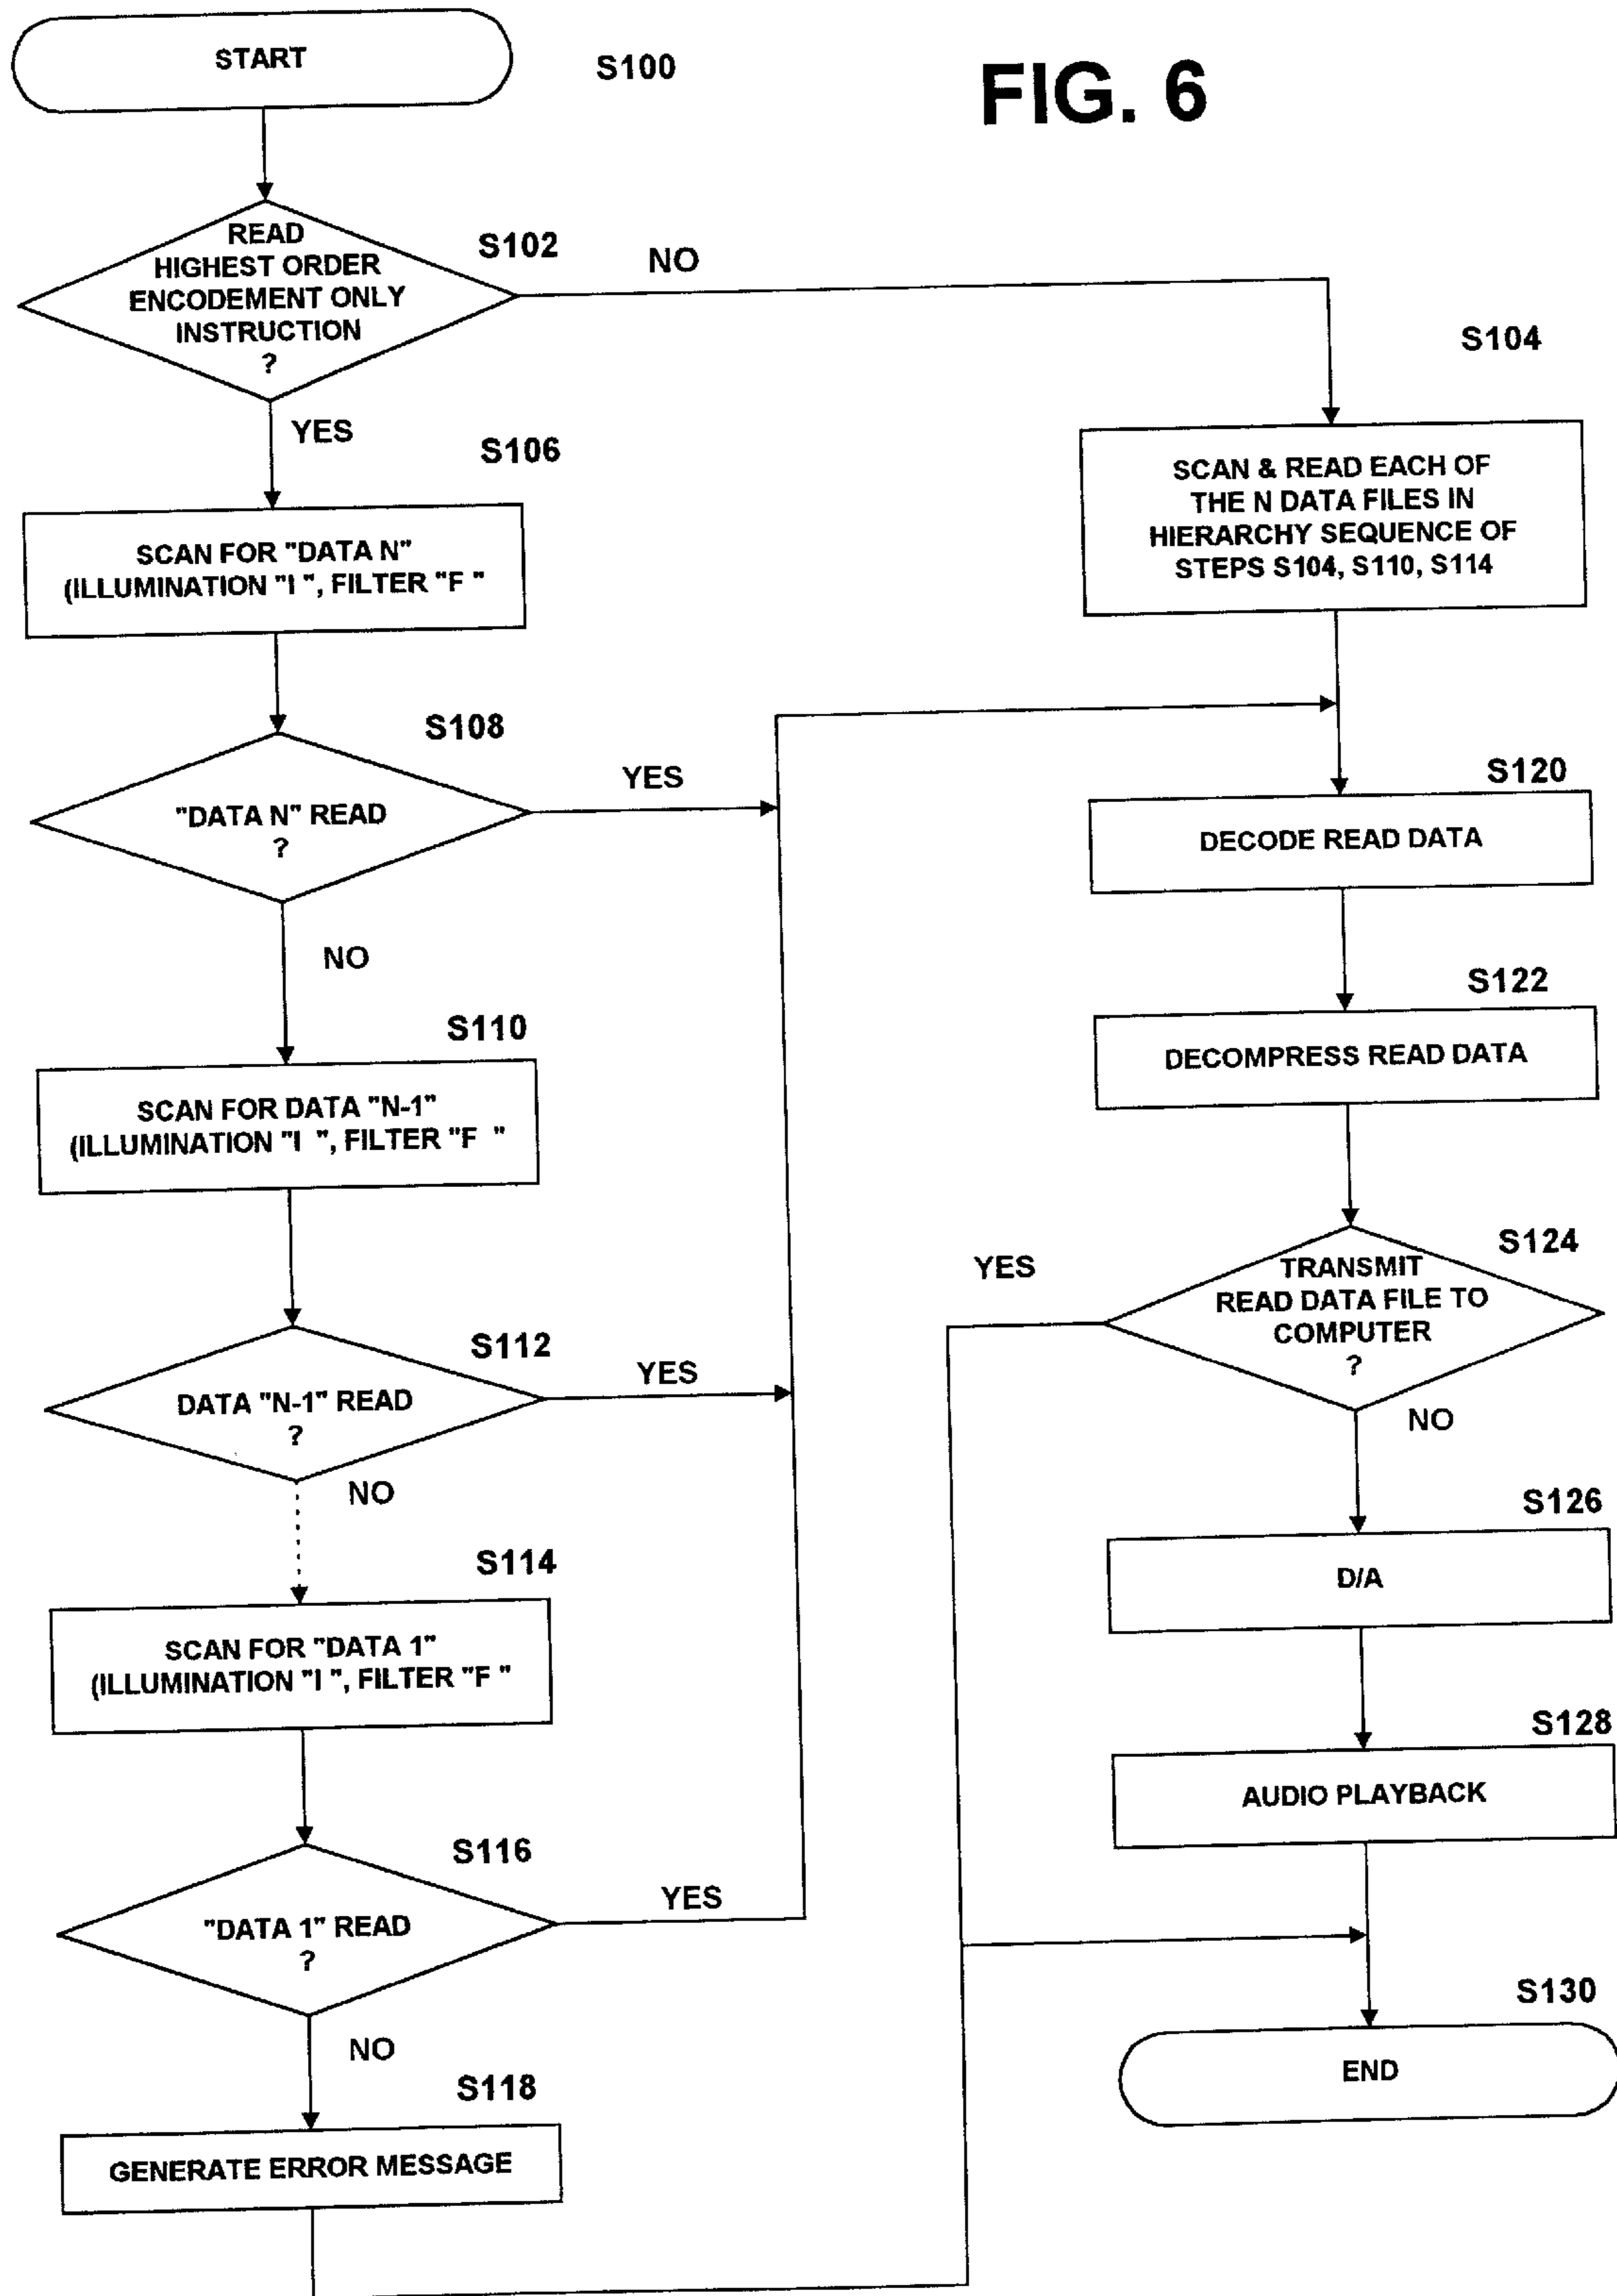 START
S100
FIG. 6
READ
HIGHEST ORDER
ENCODEMENT ONLY
INSTRUCTION
?
S102
NO
YES
S104
SCAN & READ EACH OF
THE N DATA FILES IN
HIERARCHY SEQUENCE OF
STEPS S104, S110, S114
S106
SCAN FOR "DATA N"
(ILLUMINATION "I ", FILTER "F "
S108
"DATA N" READ
?
YES
NO
S110
SCAN FOR DATA "N-1"
(ILLUMINATION "I  ", FILTER "F  "
S112
DATA "N-1" READ
?
YES
NO
S114
SCAN FOR "DATA 1"
(ILLUMINATION "I ", FILTER "F "
S116
"DATA 1" READ
?
YES
NO
S118
GENERATE ERROR MESSAGE
S120
DECODE READ DATA
S122
DECOMPRESS READ DATA
S124
TRANSMIT
READ DATA FILE TO
COMPUTER
?
YES
NO
S126
D/A
S128
AUDIO PLAYBACK
S130
END